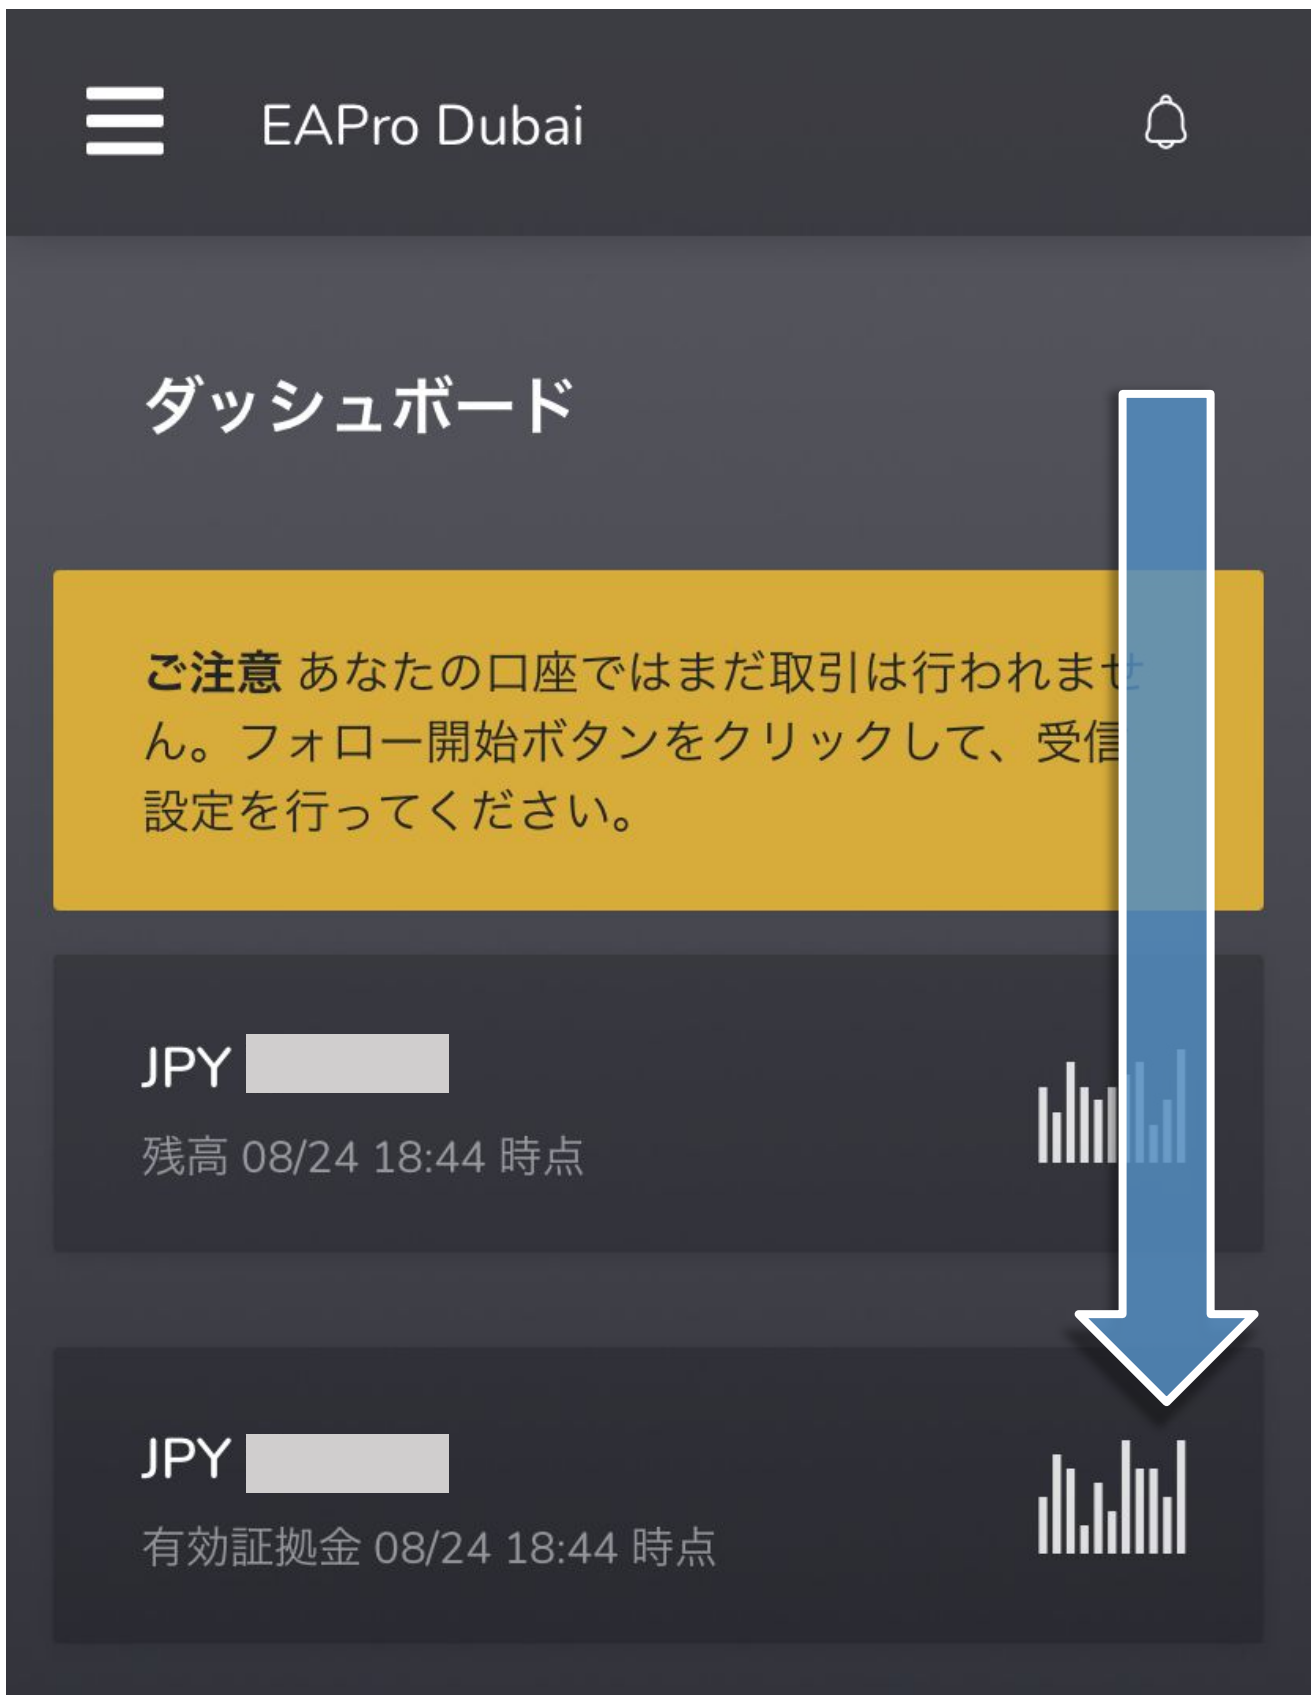 EAPro Dubai
ダッシュボード
ご注意 あなたの口座ではまだ取引は行われませ
ん。フォロー開始ボタンをクリックして、受信
設定を行ってください。
JPY
残高 08/24 18:44 時点
JPY
有効証拠金 08/24 18:44 時点